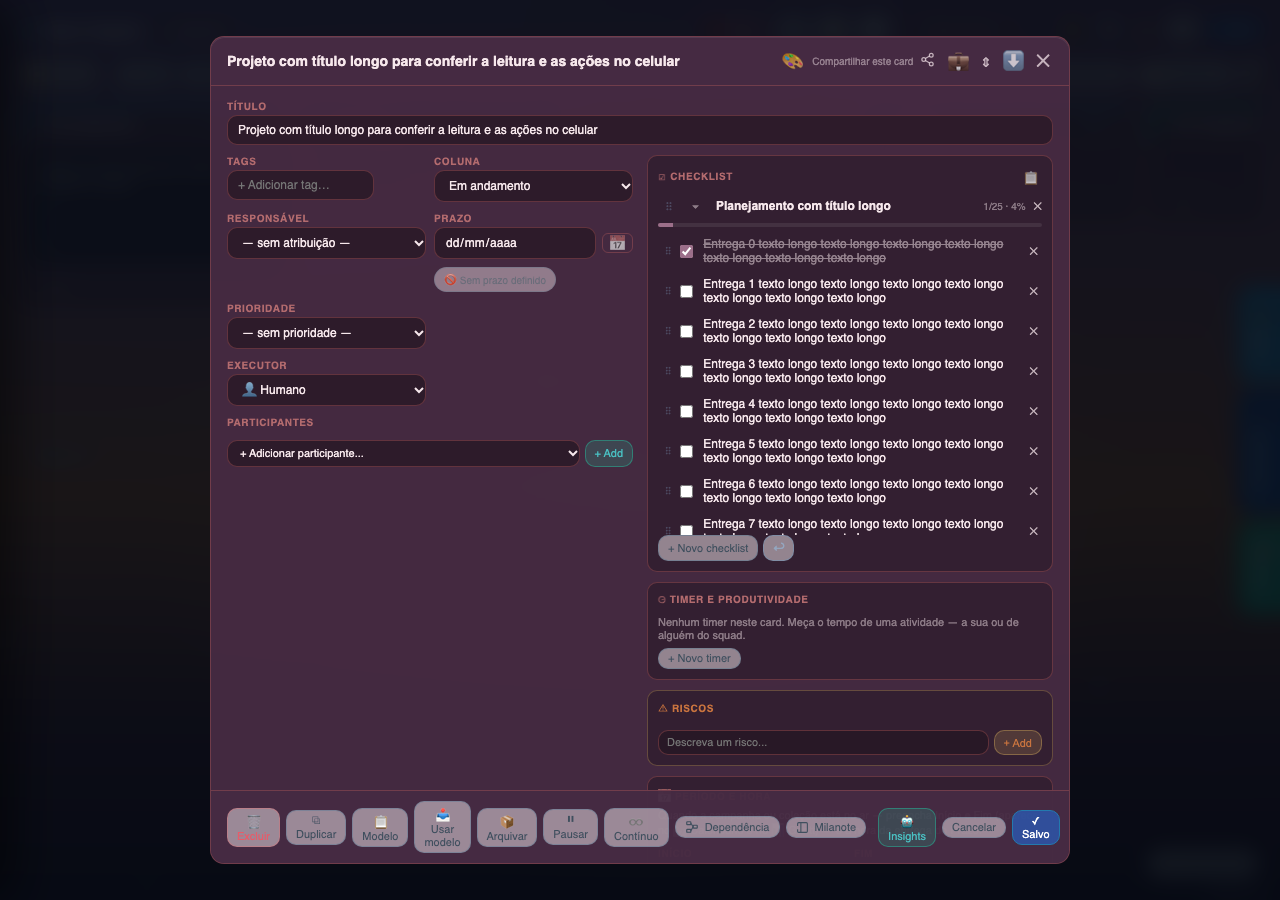 Projeto com título longo para conferir a leitura e as ações no celular
Compartilhar este card
TÍTULO
Projeto com título longo para conferir a leitura e as ações no celular
TAGS
+ Adicionar tag...
COLUNA
Em andamento
RESPONSÁVEL
— sem atribuição —
PRAZO
dd/mm/aaaa
17
Sem prazo definido
PRIORIDADE
— sem prioridade —
EXECUTOR
Humano
PARTICIPANTES
+ Adicionar participante...
+ Add
CHECKLIST
Planejamento com título longo
1/25 · 4%
Entrega 0 texto longo texto longo texto longo texto longo
texto longo texto longo texto longo
Entrega 1 texto longo texto longo texto longo texto longo
texto longo texto longo texto longo
Entrega 2 texto longo texto longo texto longo texto longo
texto longo texto longo texto longo
Entrega 3 texto longo texto longo texto longo texto longo
texto longo texto longo texto longo
Entrega 4 texto longo texto longo texto longo texto longo
texto longo texto longo texto longo
Entrega 5 texto longo texto longo texto longo texto longo
texto longo texto longo texto longo
Entrega 6 texto longo texto longo texto longo texto longo
texto longo texto longo texto longo
Entrega 7 texto longo texto longo texto longo texto longo
+ Novo checklist
TIMER E PRODUTIVIDADE
Nenhum timer neste card. Meça o tempo de uma atividade — a sua ou de
alguém do squad.
+ Novo timer
RISCOS
Descreva um risco...
+ Add
Excluir
Duplicar
Modelo
Usar
modelo
Arquivar
Pausar
Contínuo
Dependência
Milanote
Insights
Cancelar
Salvo